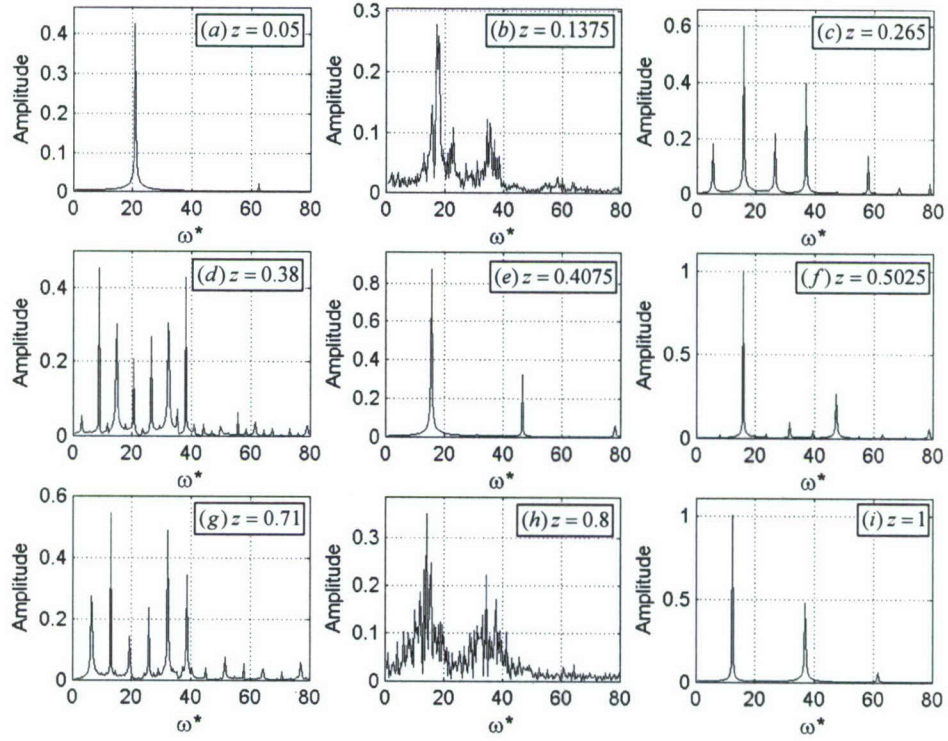 (a) z = 0.05
Amplitude
0.4
0.3
0.2
0.1
0
0 20 40 60 80
ω*
(b) z = 0.1375
Amplitude
0.3
0.2
0.1
0
0 20 40 60 80
ω*
(c) z = 0.265
Amplitude
0.6
0.4
0.2
0
0 20 40 60 80
ω*
(d) z = 0.38
Amplitude
0.4
0.2
0
0 20 40 60 80
ω*
(e) z = 0.4075
Amplitude
0.8
0.6
0.4
0.2
0
0 20 40 60 80
ω*
(f) z = 0.5025
Amplitude
1
0.5
0
0 20 40 60 80
ω*
(g) z = 0.71
Amplitude
0.6
0.4
0.2
0
0 20 40 60 80
ω*
(h) z = 0.8
Amplitude
0.3
0.2
0.1
0
0 20 40 60 80
ω*
(i) z = 1
Amplitude
1
0.5
0
0 20 40 60 80
ω*